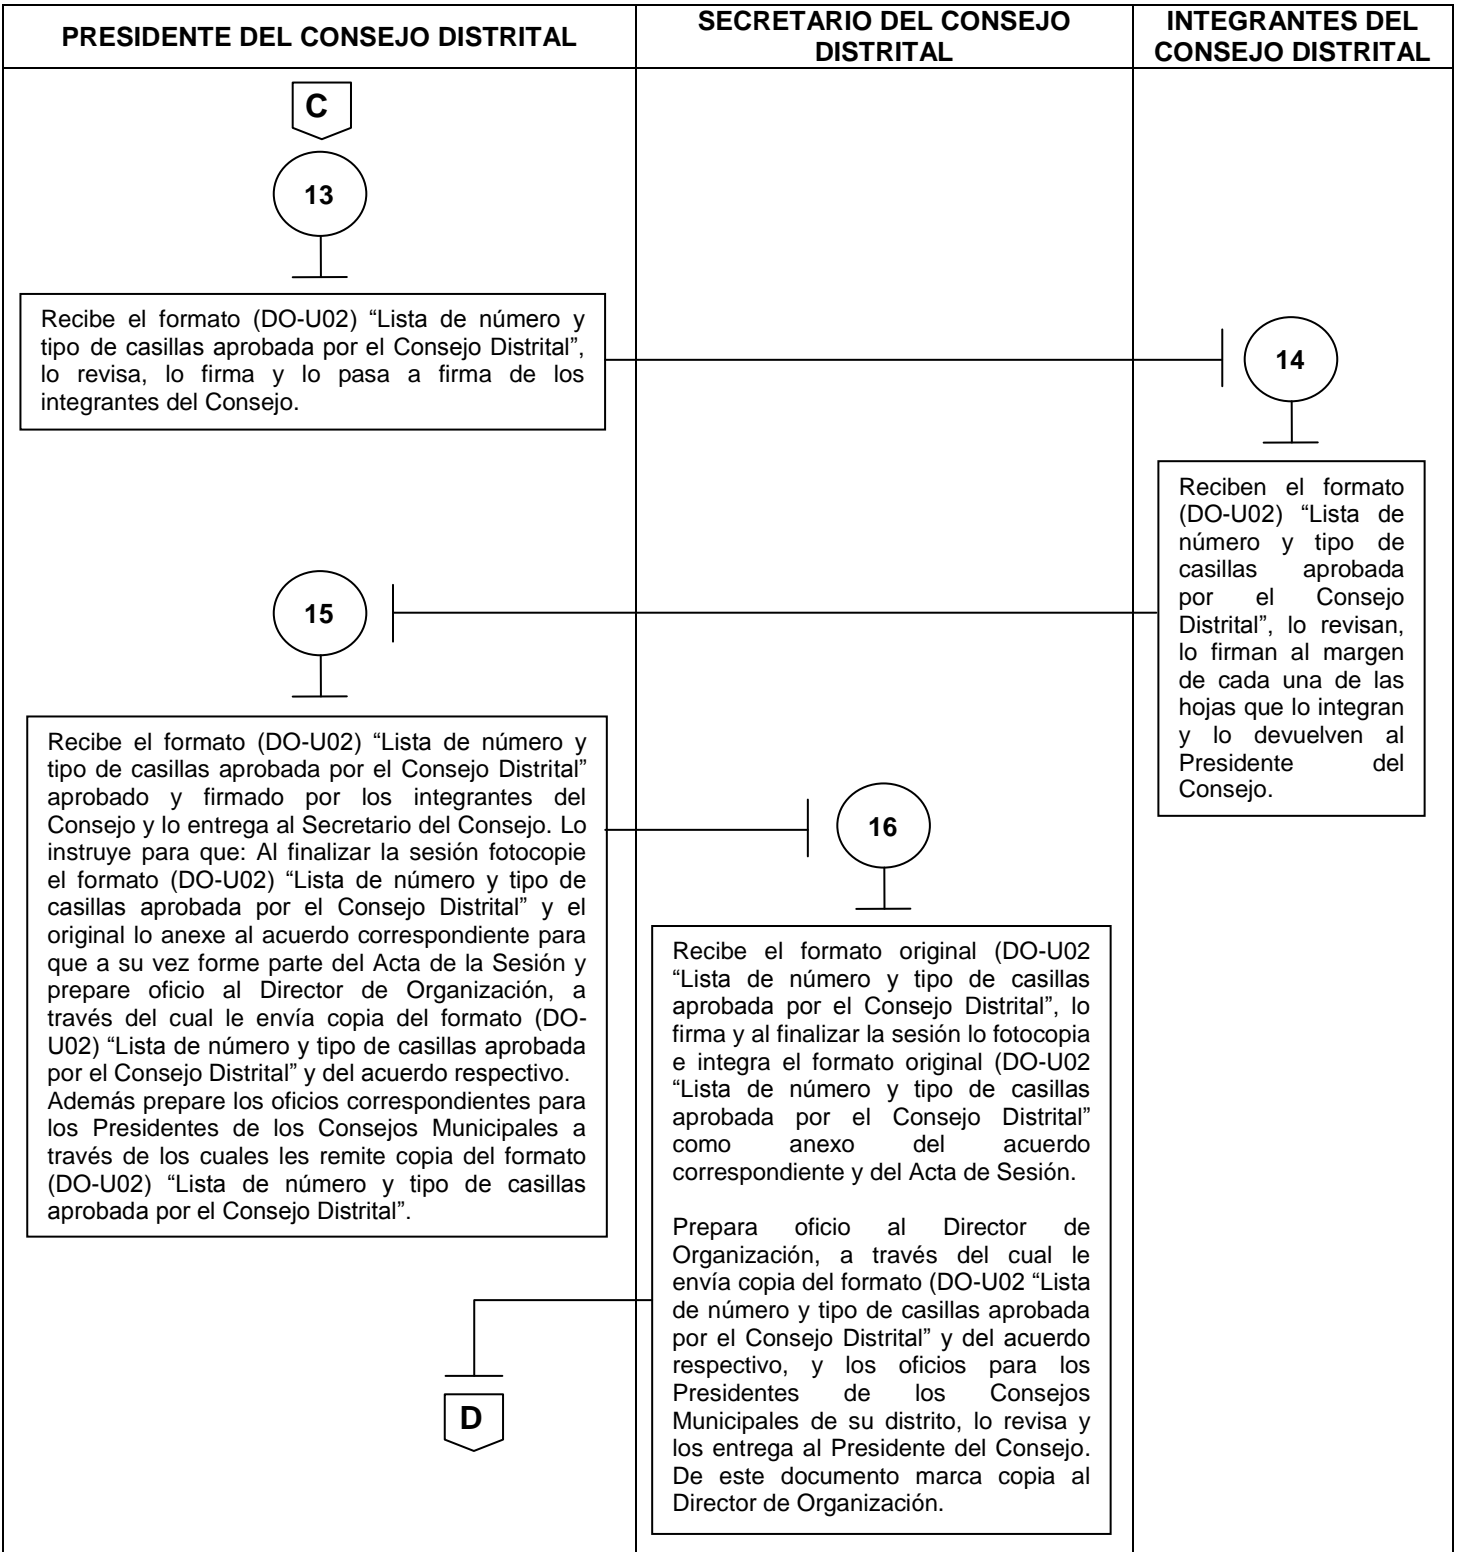 PRESIDENTE DEL CONSEJO DISTRITAL
SECRETARIO DEL CONSEJO
DISTRITAL
INTEGRANTES DEL
CONSEJO DISTRITAL
C
13
Recibe el formato (DO-U02) “Lista de número y
tipo de casillas aprobada por el Consejo Distrital”,
lo revisa, lo firma y lo pasa a firma de los
integrantes del Consejo.
14
Reciben el formato
(DO-U02) “Lista de
número y tipo de
casillas aprobada
por el Consejo
Distrital”, lo revisan,
lo firman al margen
de cada una de las
hojas que lo integran
y lo devuelven al
Presidente del
Consejo.
15
Recibe el formato (DO-U02) “Lista de número y
tipo de casillas aprobada por el Consejo Distrital”
aprobado y firmado por los integrantes del
Consejo y lo entrega al Secretario del Consejo. Lo
instruye para que: Al finalizar la sesión fotocopie
el formato (DO-U02) “Lista de número y tipo de
casillas aprobada por el Consejo Distrital” y el
original lo anexe al acuerdo correspondiente para
que a su vez forme parte del Acta de la Sesión y
prepare oficio al Director de Organización, a
través del cual le envía copia del formato (DO-
U02) “Lista de número y tipo de casillas aprobada
por el Consejo Distrital” y del acuerdo respectivo.
Además prepare los oficios correspondientes para
los Presidentes de los Consejos Municipales a
través de los cuales les remite copia del formato
(DO-U02) “Lista de número y tipo de casillas
aprobada por el Consejo Distrital”.
16
Recibe el formato original (DO-U02
“Lista de número y tipo de casillas
aprobada por el Consejo Distrital”, lo
firma y al finalizar la sesión lo fotocopia
e integra el formato original (DO-U02
“Lista de número y tipo de casillas
aprobada por el Consejo Distrital”
como anexo del acuerdo
correspondiente y del Acta de Sesión.
Prepara oficio al Director de
Organización, a través del cual le
envía copia del formato (DO-U02 “Lista
de número y tipo de casillas aprobada
por el Consejo Distrital” y del acuerdo
respectivo, y los oficios para los
Presidentes de los Consejos
Municipales de su distrito, lo revisa y
los entrega al Presidente del Consejo.
De este documento marca copia al
Director de Organización.
D